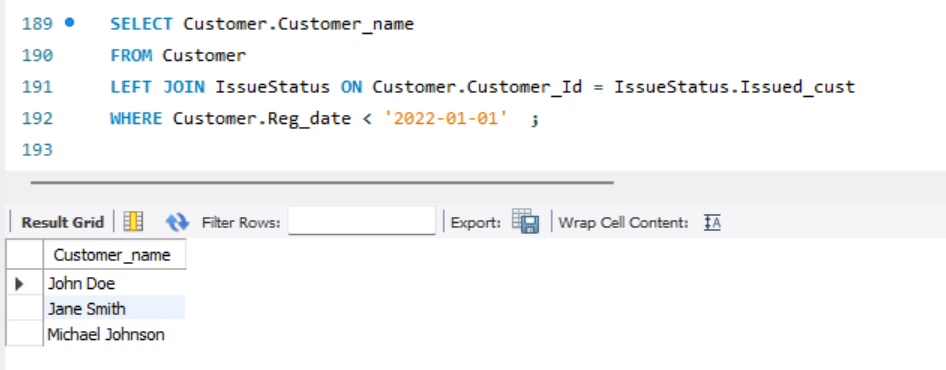 189 SELECT Customer.Customer_name
190 FROM Customer
191 LEFT JOIN IssueStatus ON Customer.Customer_Id = IssueStatus.Issued_cust
192 WHERE Customer.Reg_date < '2022-01-01'  ;
193
Result Grid Filter Rows: Export: Wrap Cell Content: IA
Customer_name
John Doe
Jane Smith
Michael Johnson